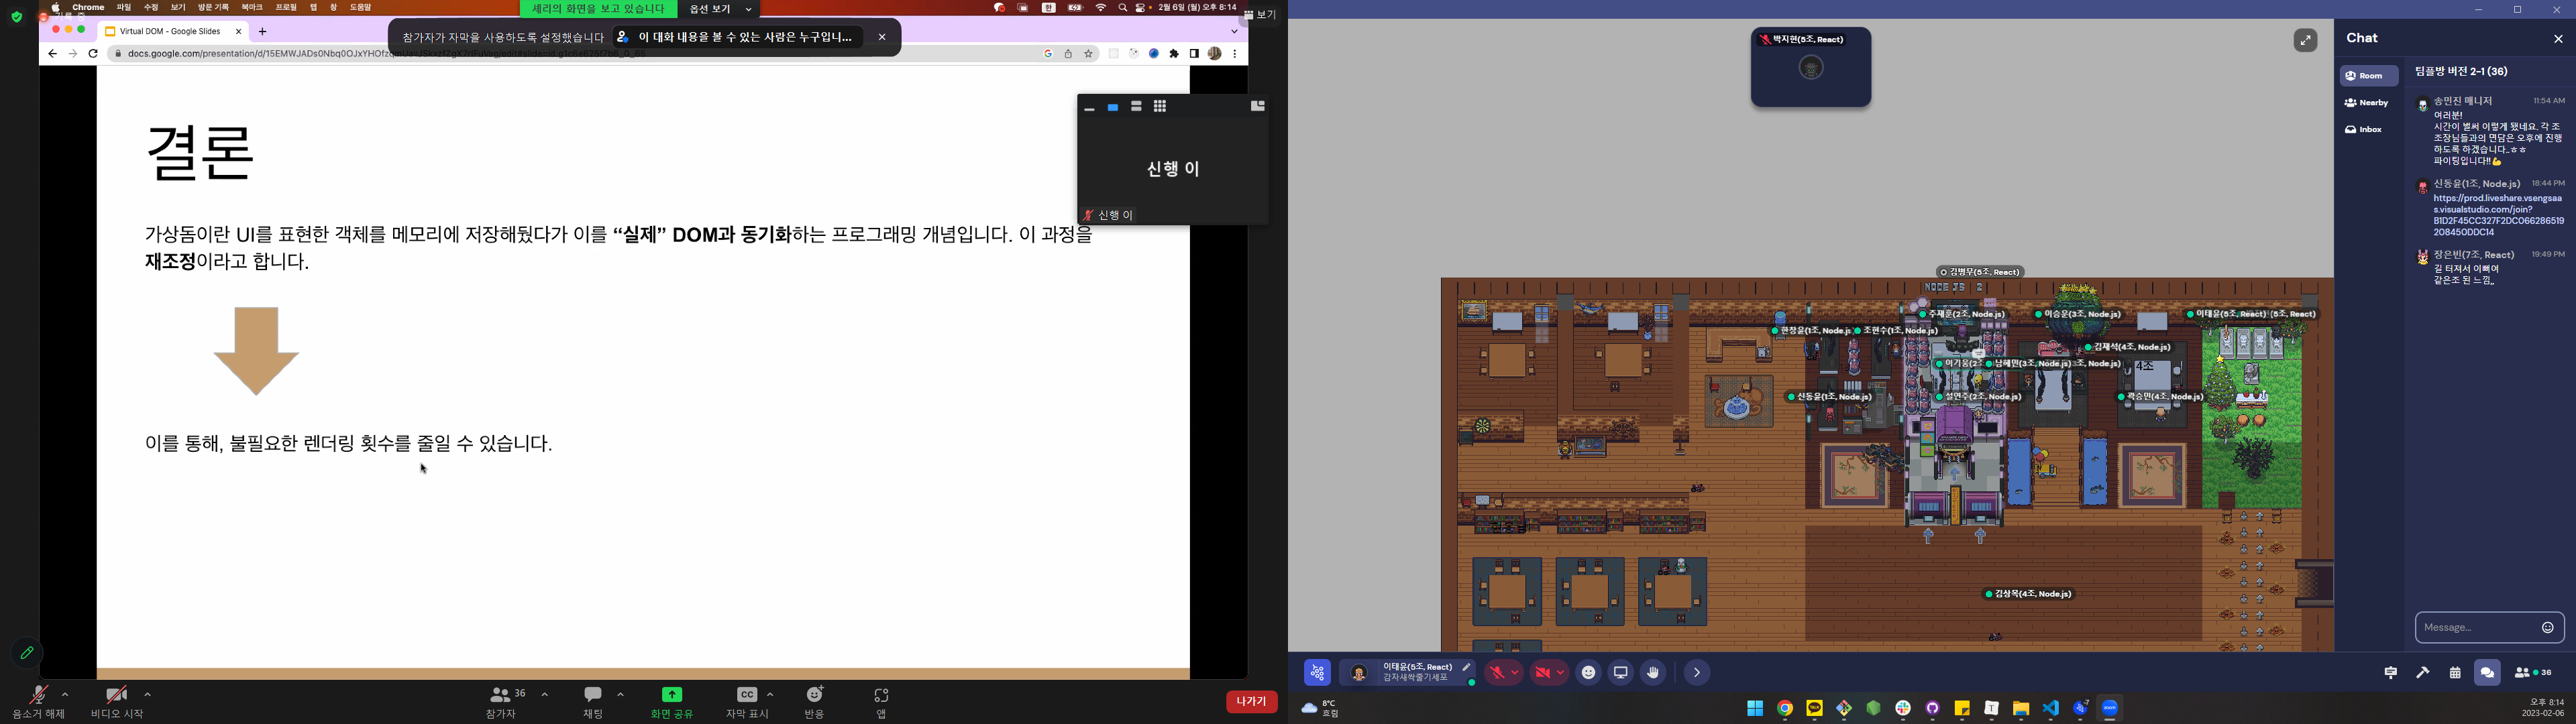 Chrome 파일 수정 보기 방문 기록 북마크 프로필 탭 창 도움말
세리의 화면을 보고 있습니다 옵션 보기
2월 6일 (월) 오후 8:14
보기
Virtual DOM - Google Slides
참가자가 자막을 사용하도록 설정했습니다 이 대화 내용을 볼 수 있는 사람은 누구입니...
결론
가상돔이란 UI를 표현한 객체를 메모리에 저장해뒀다가 이를 “실제” DOM과 동기화하는 프로그래밍 개념입니다. 이 과정을
재조정이라고 합니다.
이를 통해, 불필요한 렌더링 횟수를 줄일 수 있습니다.
신행 이
신행 이
음소거 해제
비디오 시작
36
참가자
채팅
화면 공유
CC
자막 표시
반응
앱
나가기
박지현(5조, React)
김병무(5조, React)
NODE JS 2
주재훈(2조, Node.js)
이승윤(3조, Node.js)
이태윤(5조, React) (5조, React)
한창윤(1조, Node.js)
조현수(1조, Node.js)
김재석(4조, Node.js)
남혜민(3조, Node.js)
4조
신동윤(1조, Node.js)
설연주(2조, Node.js)
곽승민(4조, Node.js)
김상욱(4조, Node.js)
이태윤(5조, React)
감자새싹줄기세포
Chat
Room
Nearby
Inbox
팀플방 버전 2-1 (36)
송민진 매니저 11:54 AM
여러분!
시간이 벌써 이렇게 됐네요, 각 조
조장님들과의 면담은 오후에 진행
하도록 하겠습니다..ㅎㅎ
파이팅입니다!!💪
신동윤(1조, Node.js) 18:44 PM
https://prod.liveshare.vsengsaa
s.visualstudio.com/join?
B1D2F45CC327F2DC066286519
208450DDC14
장은빈(7조, React) 19:49 PM
길 터져서 이뻐여
같은조 된 느낌,,
Message...
36
8°C
흐림
오후 8:14
2023-02-06